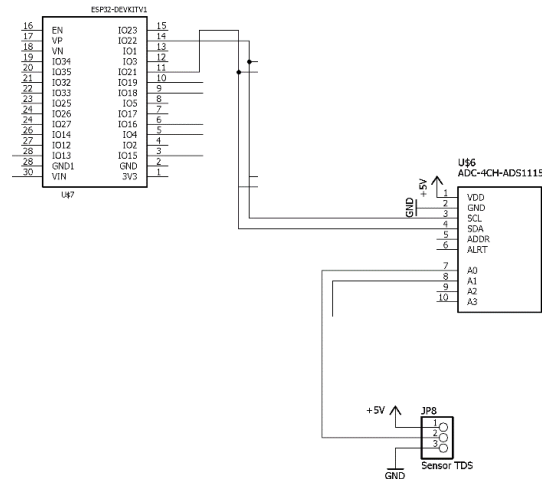 ESP32-DEVKITV1
16 EN IO23 15
17 VP IO22 14
18 VN IO1 13
19 IO34 IO3 12
20 IO35 IO21 11
21 IO32 IO19 10
22 IO33 IO18 9
23 IO25 IO5 8
24 IO26 IO17 7
24 IO27 IO16 6
26 IO14 IO4 5
27 IO12 IO2 4
28 IO13 IO15 3
28 GND1 GND 2
30 VIN 3V3 1
U$7
U$6
ADC-4CH-ADS1115
+5V
GND
1 VDD
2 GND
3 SCL
4 SDA
5 ADDR
6 ALRT
7 A0
8 A1
9 A2
10 A3
+5V
JP8
1
2
3
GND
Sensor TDS